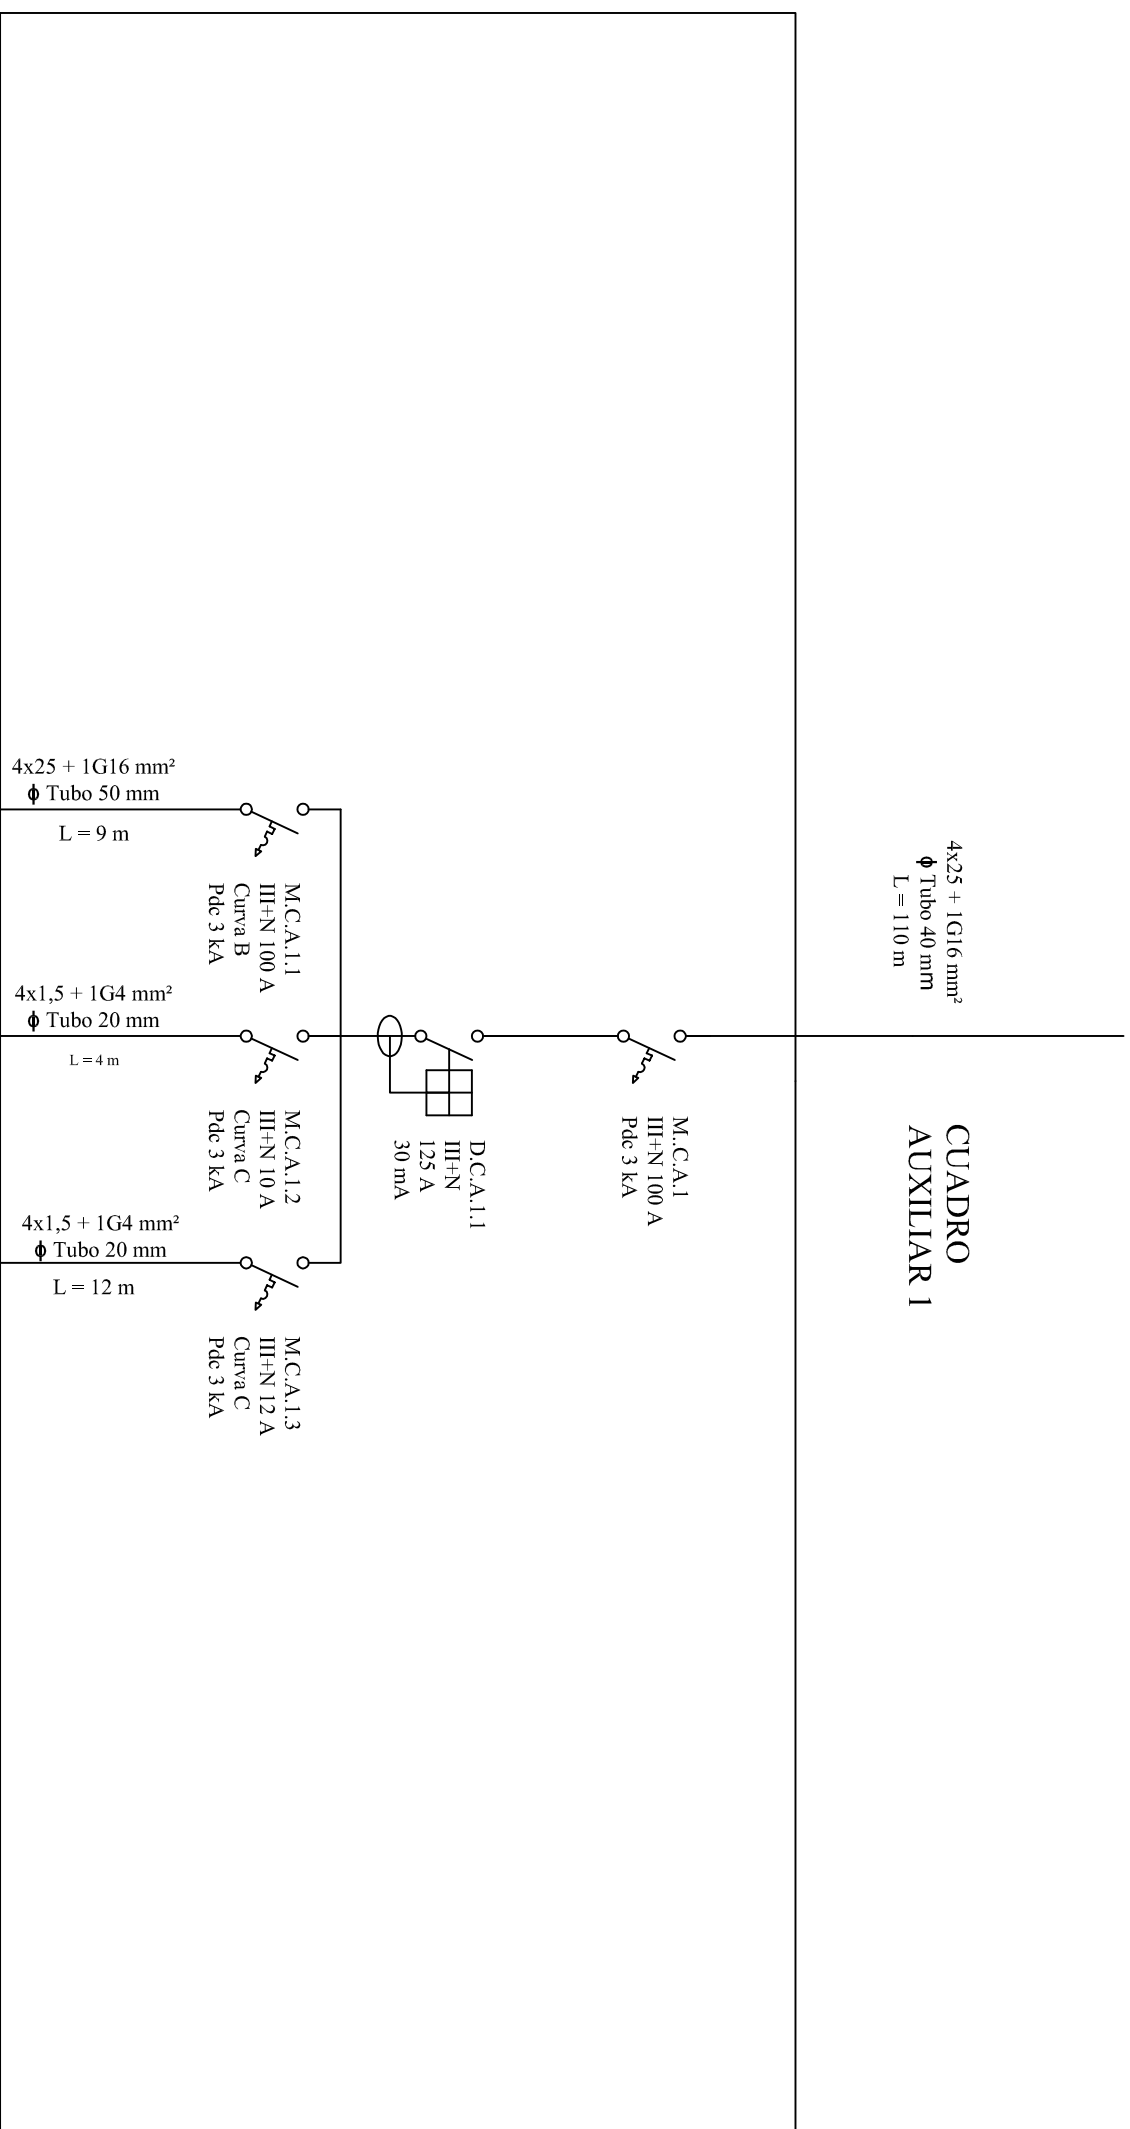 4x25 + 1G16 mm²
ϕ Tubo 40 mm
L = 110 m
CUADRO
AUXILIAR 1
M..C.A.1
III+N 100 A
Pdc 3 kA
D.C.A.1.1
III+N
125 A
30 mA
M.C.A.1.1
III+N 100 A
Curva B
Pdc 3 kA
M.C.A.1.2
III+N 10 A
Curva C
Pdc 3 kA
M.C.A.1.3
III+N 12 A
Curva C
Pdc 3 kA
4x25 + 1G16 mm²
ϕ Tubo 50 mm
L = 9 m
4x1,5 + 1G4 mm²
ϕ Tubo 20 mm
L = 4 m
4x1,5 + 1G4 mm²
ϕ Tubo 20 mm
L = 12 m